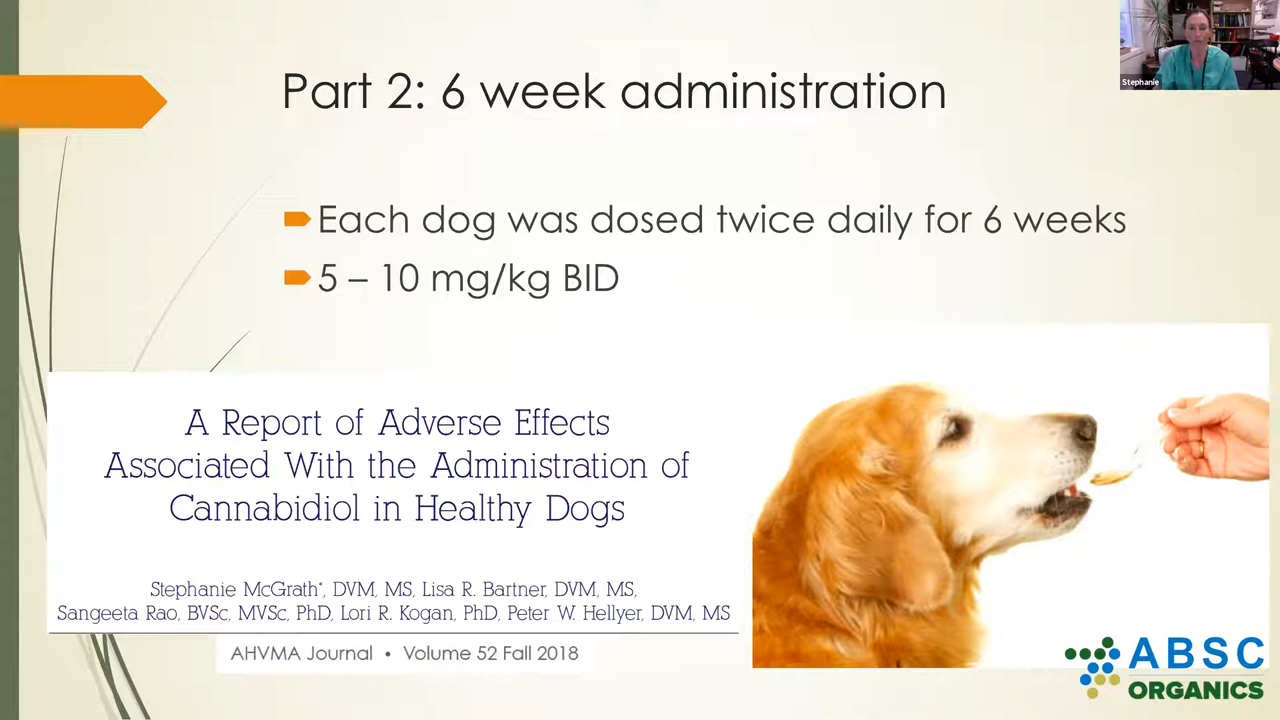 Stephanie
Part 2: 6 week administration
Each dog was dosed twice daily for 6 weeks
5 – 10 mg/kg BID
A Report of Adverse Effects
Associated With the Administration of
Cannabidiol in Healthy Dogs
Stephanie McGrath*, DVM, MS, Lisa R. Bartner, DVM, MS,
Sangeeta Rao, BVSc, MVSc, PhD, Lori R. Kogan, PhD, Peter W. Hellyer, DVM, MS
AHVMA Journal • Volume 52 Fall 2018
ABSC
ORGANICS